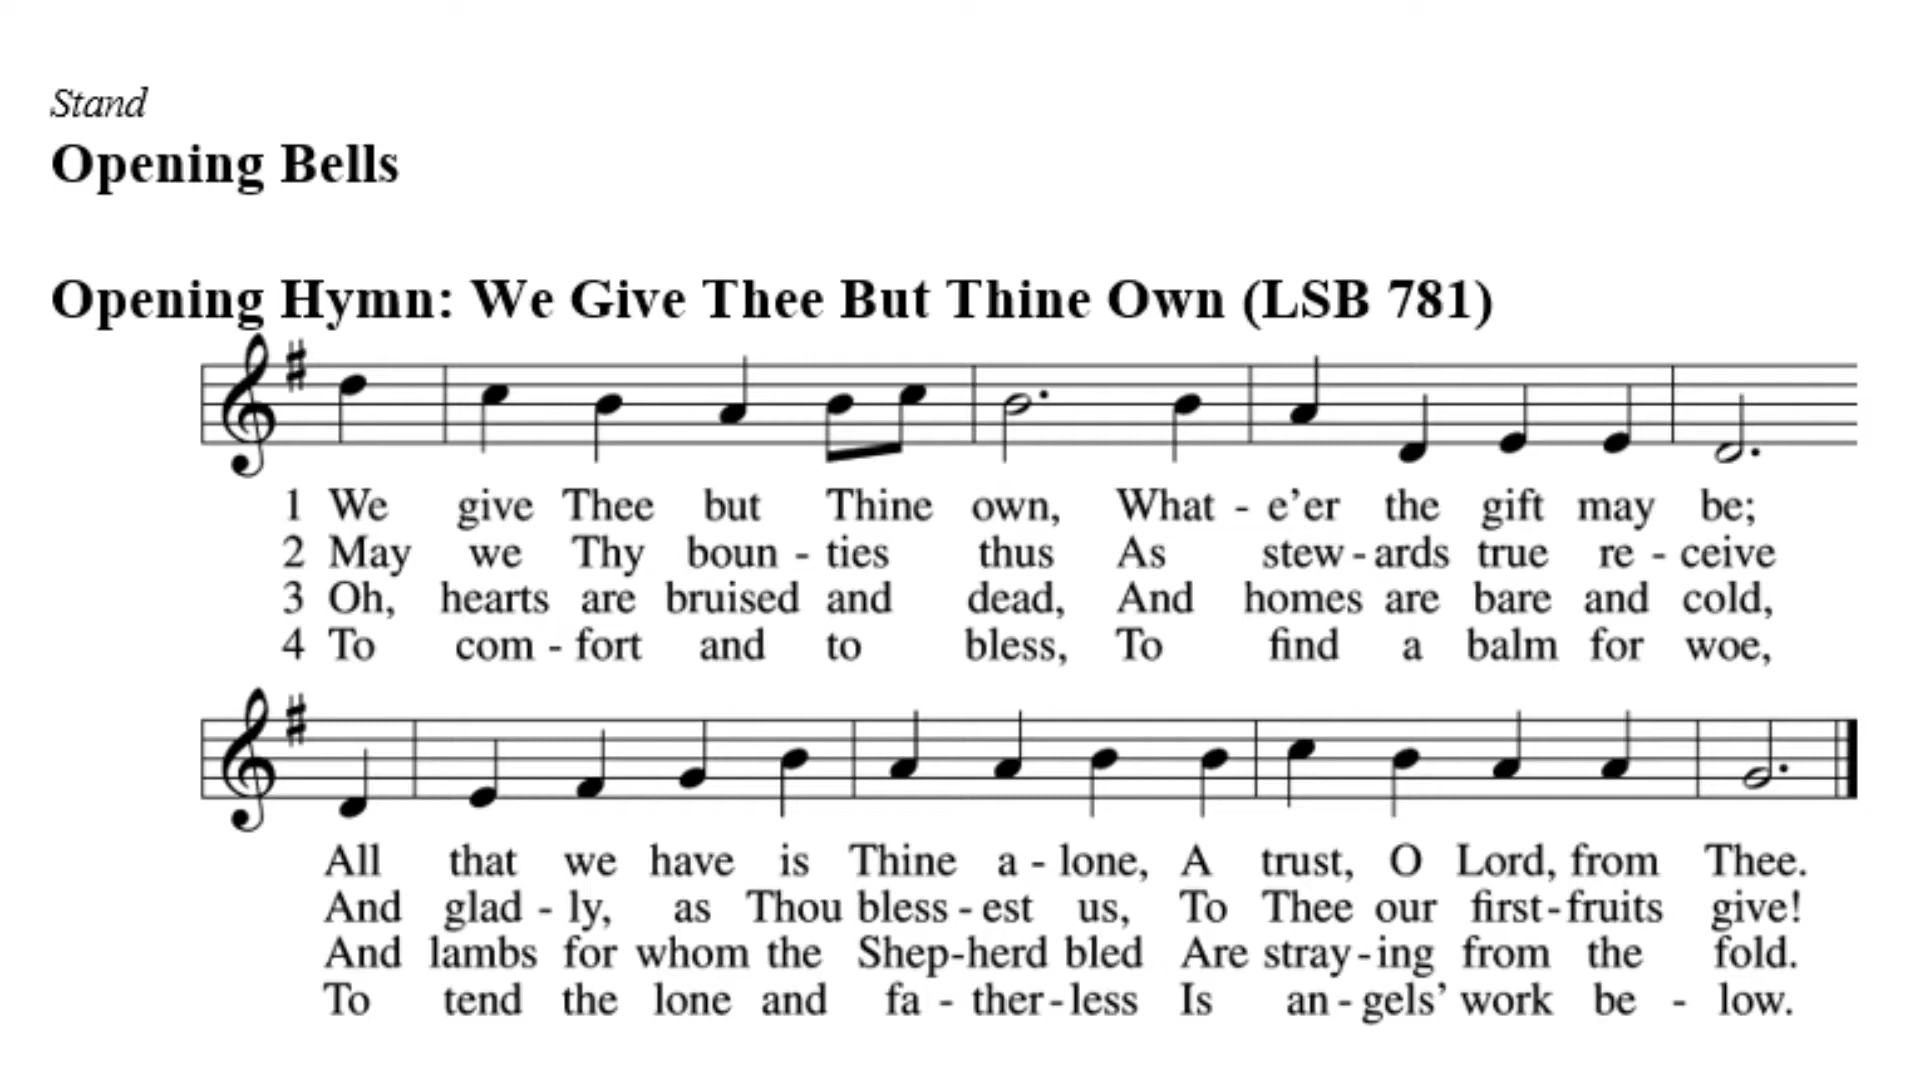 Stand
Opening Bells
Opening Hymn: We Give Thee But Thine Own (LSB 781)
1 We give Thee but Thine own, What - e'er the gift may be;
2 May we Thy boun - ties thus As stew - ards true re - ceive
3 Oh, hearts are bruised and dead, And homes are bare and cold,
4 To com - fort and to bless, To find a balm for woe,
All that we have is Thine a - lone, A trust, O Lord, from Thee.
And glad - ly, as Thou bless - est us, To Thee our first - fruits give!
And lambs for whom the Shep - herd bled Are stray - ing from the fold.
To tend the lone and fa - ther - less Is an - gels' work be - low.